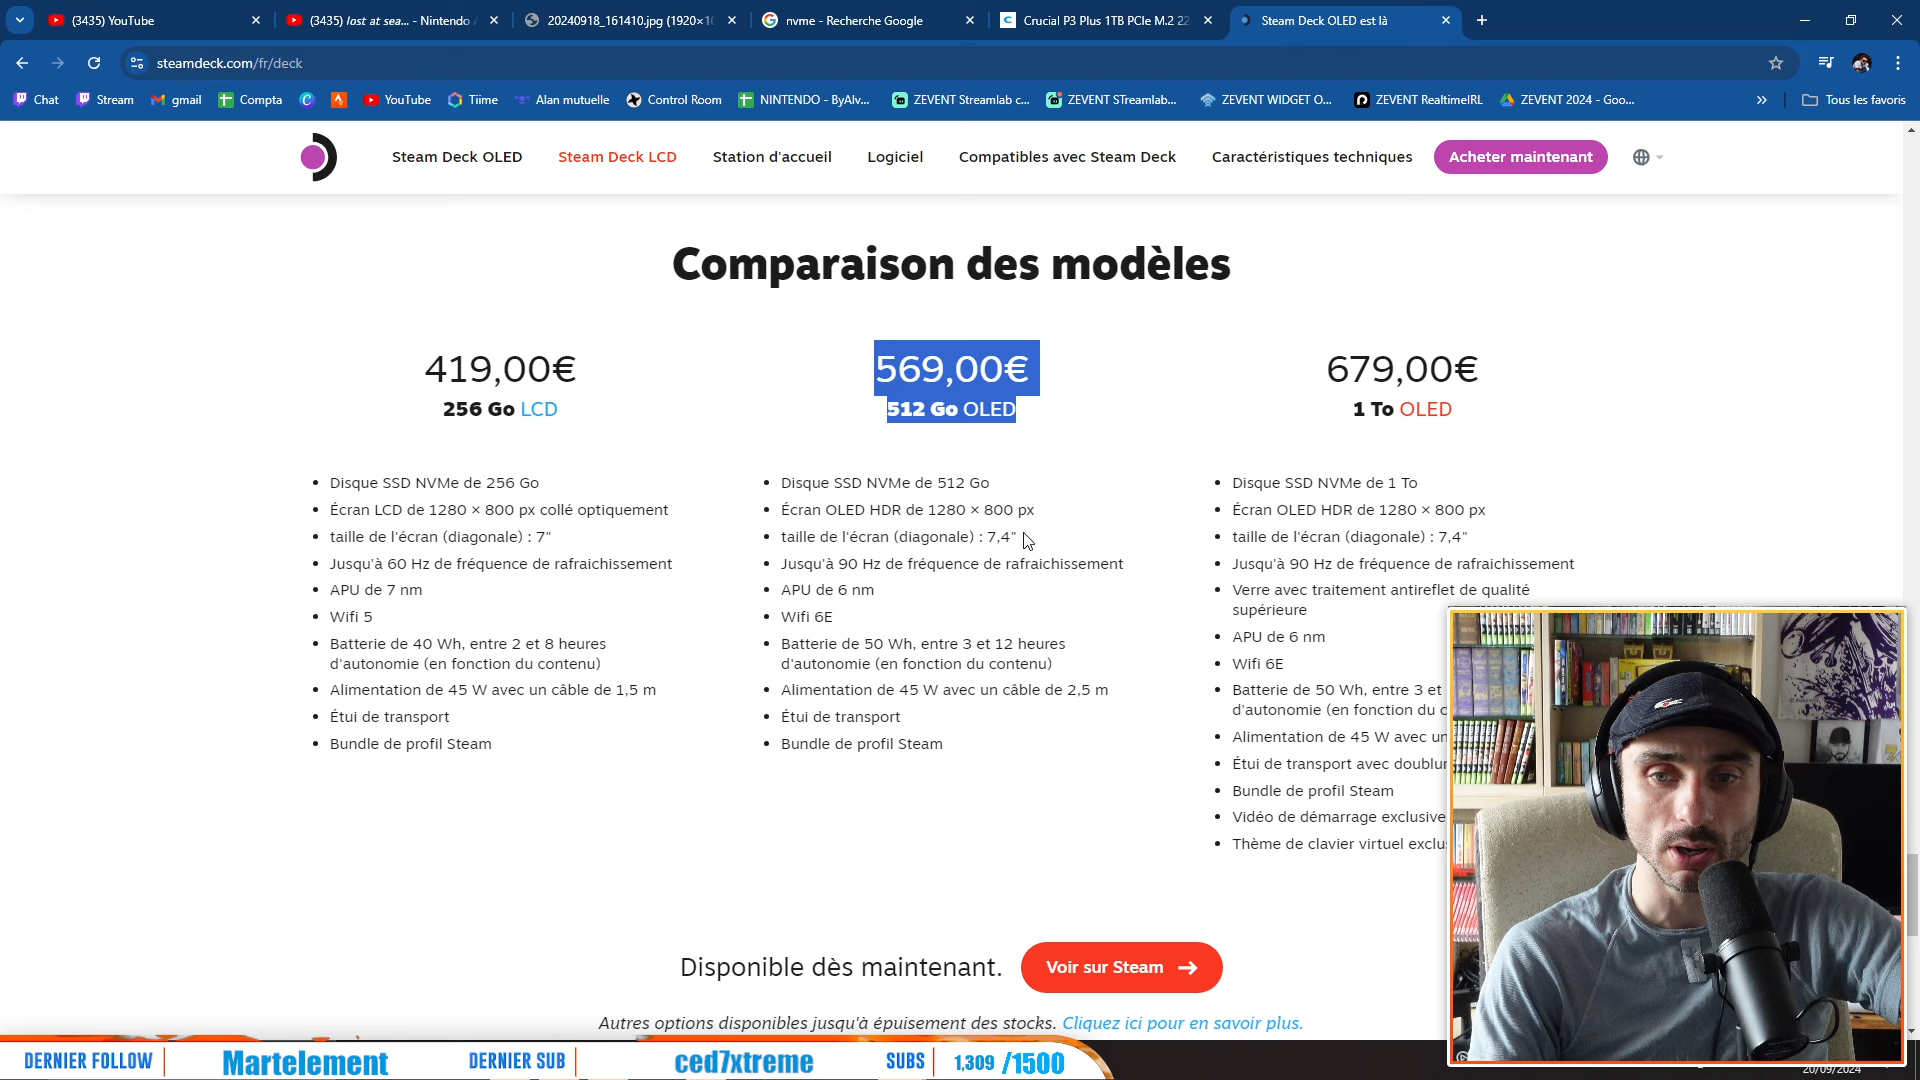 (3435) YouTube
(3435) lost at sea... - Nintendo
20240918_161410.jpg (1920×10
nvme - Recherche Google
Crucial P3 Plus 1TB PCIe M.2 22
Steam Deck OLED est là
steamdeck.com/fr/deck
Chat
Stream
gmail
Compta
YouTube
Tiime
Alan mutuelle
Control Room
NINTENDO - ByAlv...
ZEVENT Streamlab c...
ZEVENT STreamlab...
ZEVENT WIDGET O...
ZEVENT RealtimeIRL
ZEVENT 2024 - Goo...
Tous les favoris
Steam Deck OLED
Steam Deck LCD
Station d'accueil
Logiciel
Compatibles avec Steam Deck
Caractéristiques techniques
Acheter maintenant
Comparaison des modèles
419,00€
256 Go LCD
Disque SSD NVMe de 256 Go
Écran LCD de 1280 × 800 px collé optiquement
taille de l'écran (diagonale) : 7"
Jusqu'à 60 Hz de fréquence de rafraichissement
APU de 7 nm
Wifi 5
Batterie de 40 Wh, entre 2 et 8 heures
d'autonomie (en fonction du contenu)
Alimentation de 45 W avec un câble de 1,5 m
Étui de transport
Bundle de profil Steam
569,00€
512 Go OLED
Disque SSD NVMe de 512 Go
Écran OLED HDR de 1280 × 800 px
taille de l'écran (diagonale) : 7,4"
Jusqu'à 90 Hz de fréquence de rafraichissement
APU de 6 nm
Wifi 6E
Batterie de 50 Wh, entre 3 et 12 heures
d'autonomie (en fonction du contenu)
Alimentation de 45 W avec un câble de 2,5 m
Étui de transport
Bundle de profil Steam
679,00€
1 To OLED
Disque SSD NVMe de 1 To
Écran OLED HDR de 1280 × 800 px
taille de l'écran (diagonale) : 7,4"
Jusqu'à 90 Hz de fréquence de rafraichissement
Verre avec traitement antireflet de qualité
supérieure
APU de 6 nm
Wifi 6E
Batterie de 50 Wh, entre 3 et
d'autonomie (en fonction du c
Alimentation de 45 W avec un
Étui de transport avec doublur
Bundle de profil Steam
Vidéo de démarrage exclusive
Thème de clavier virtuel exclu
Disponible dès maintenant.
Voir sur Steam →
Autres options disponibles jusqu'à épuisement des stocks. Cliquez ici pour en savoir plus.
DERNIER FOLLOW
Martelement
DERNIER SUB
ced7xtreme
SUBS
1,309 /1500
20/09/2024